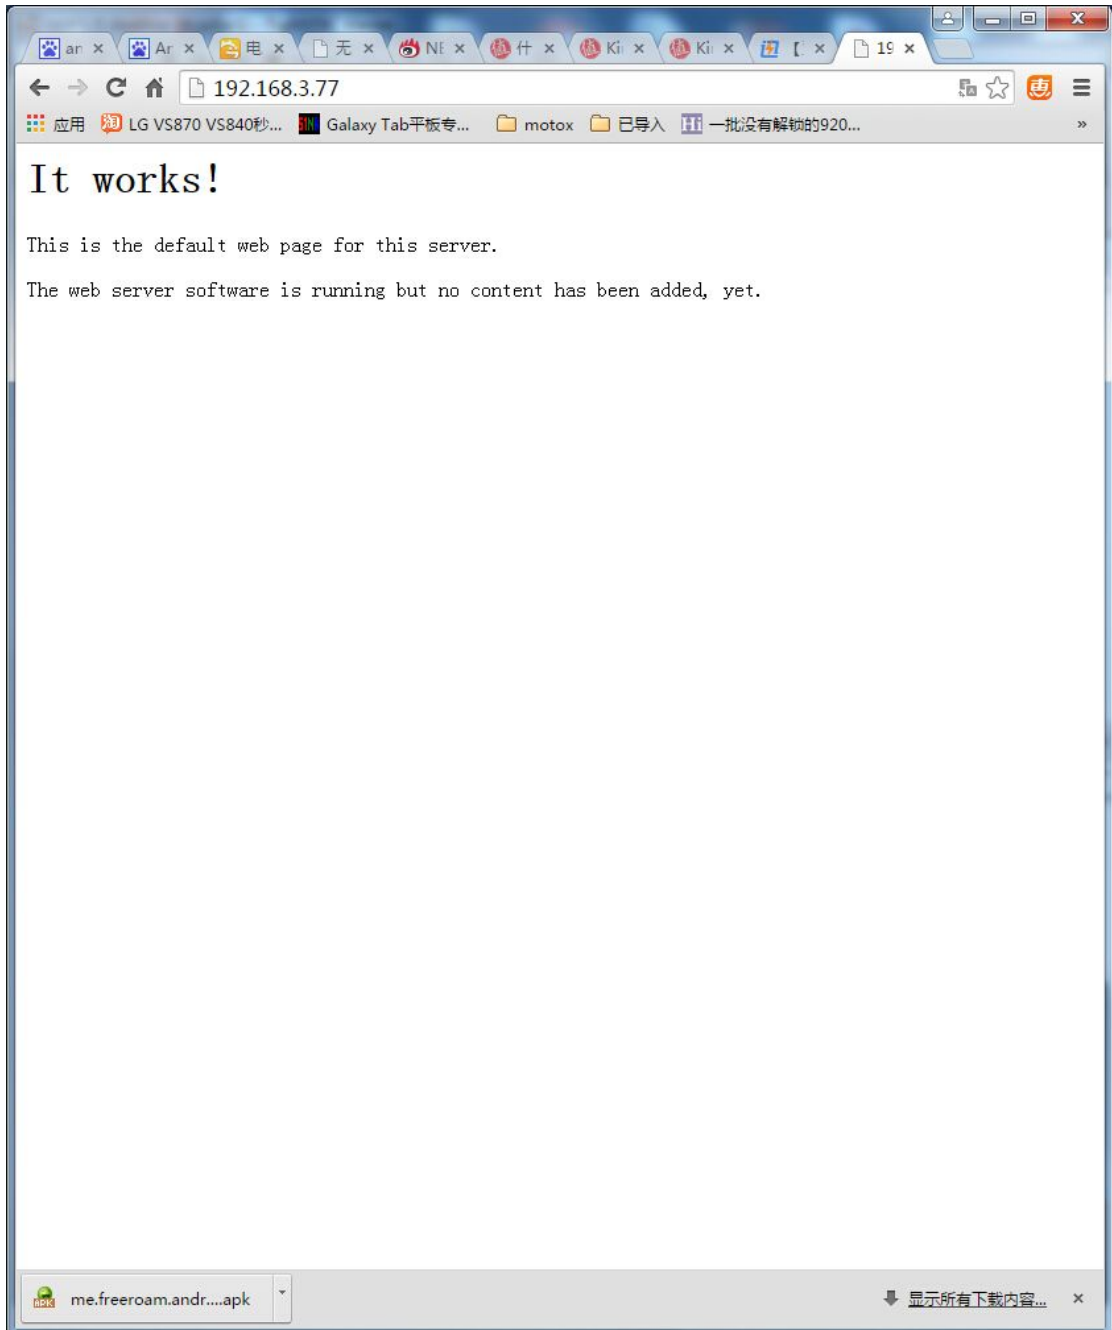 an
Ar
电
无
NE
什
Ki
Ki
【
19
192.168.3.77
应用 LG VS870 VS840秒... Galaxy Tab平板专... motox 已导入 一批没有解锁的920... »
It works!
This is the default web page for this server.
The web server software is running but no content has been added, yet.
me.freeroam.andr....apk 显示所有下载内容...